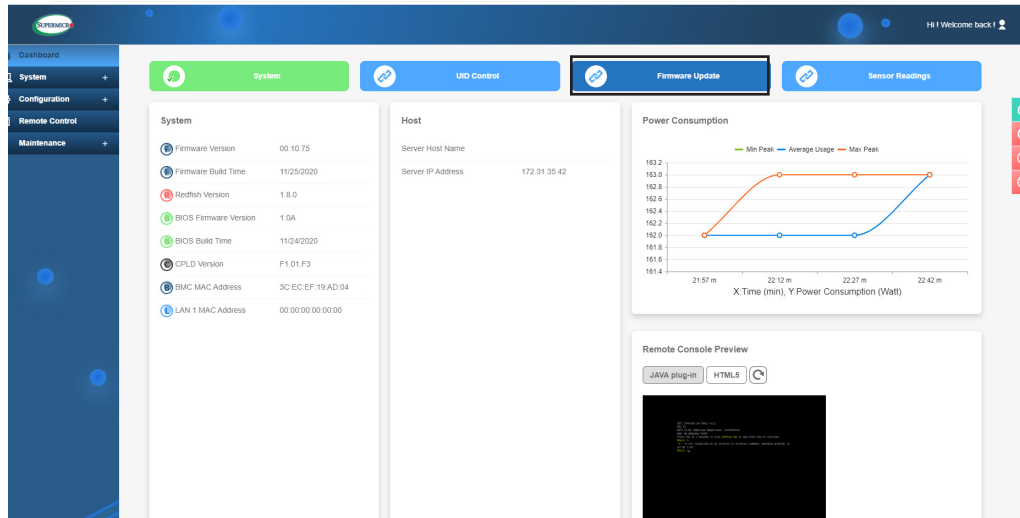 SUPERMICR
Hi ! Welcome back !
Dashboard
System +
Configuration +
Remote Control
Maintenance +
System
UID Control
Firmware Update
Sensor Readings
System
Firmware Version 00.10.75
Firmware Build Time 11/25/2020
Redfish Version 1.8.0
BIOS Firmware Version 1.0A
BIOS Build Time 11/24/2020
CPLD Version F1.01.F3
BMC MAC Address 3C:EC:EF:19:AD:04
LAN 1 MAC Address 00:00:00:00:00:00
Host
Server Host Name
Server IP Address 172.31.35.42
Power Consumption
Min Peak Average Usage Max Peak
163.2
163.0
162.8
162.6
162.4
162.2
162.0
161.8
161.6
161.4
21:57 m 22:12 m 22:27 m 22:42 m
X:Time (min), Y:Power Consumption (Watt)
Remote Console Preview
JAVA plug-in HTML5